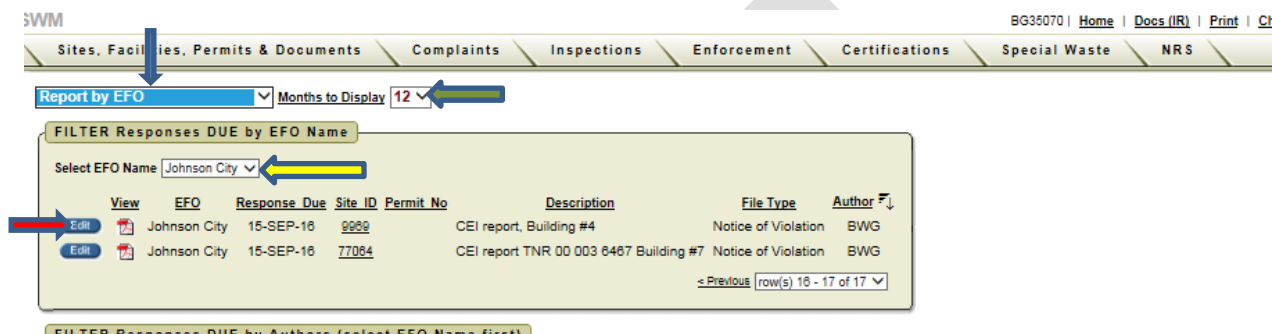 SWM
BG35070 | Home | Docs (IR) | Print | Ch
Sites, Facilities, Permits & Documents Complaints Inspections Enforcement Certifications Special Waste NRS
Report by EFO Months to Display 12
FILTER Responses DUE by EFO Name
Select EFO Name Johnson City
View EFO Response Due Site ID Permit No Description File Type Author
Edit Johnson City 15-SEP-16 9969 CEI report, Building #4 Notice of Violation BWG
Edit Johnson City 15-SEP-16 77064 CEI report TNR 00 003 6467 Building #7 Notice of Violation BWG
< Previous row(s) 16 - 17 of 17
FILTER Responses DUE by Authors (select EFO Name first)